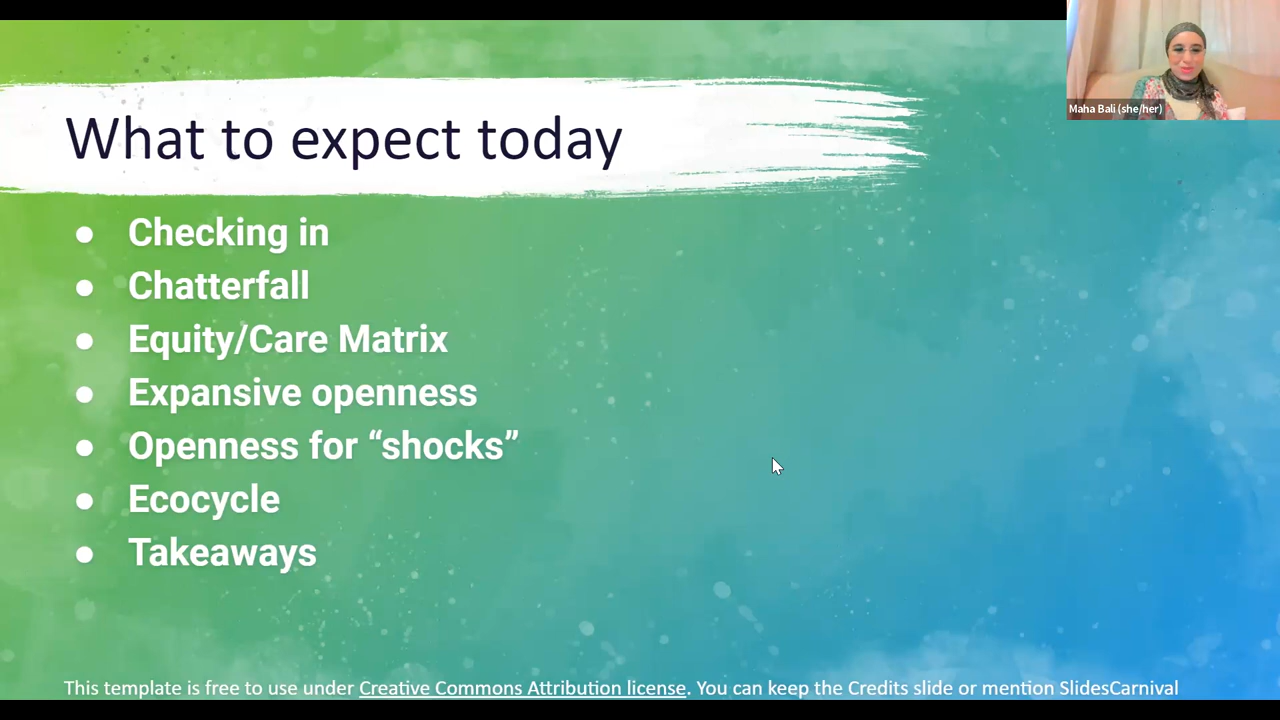 Maha Bali (she/her)
What to expect today
● Checking in
● Chatterfall
● Equity/Care Matrix
● Expansive openness
● Openness for “shocks”
● Ecocycle
● Takeaways
This template is free to use under Creative Commons Attribution license. You can keep the Credits slide or mention SlidesCarnival